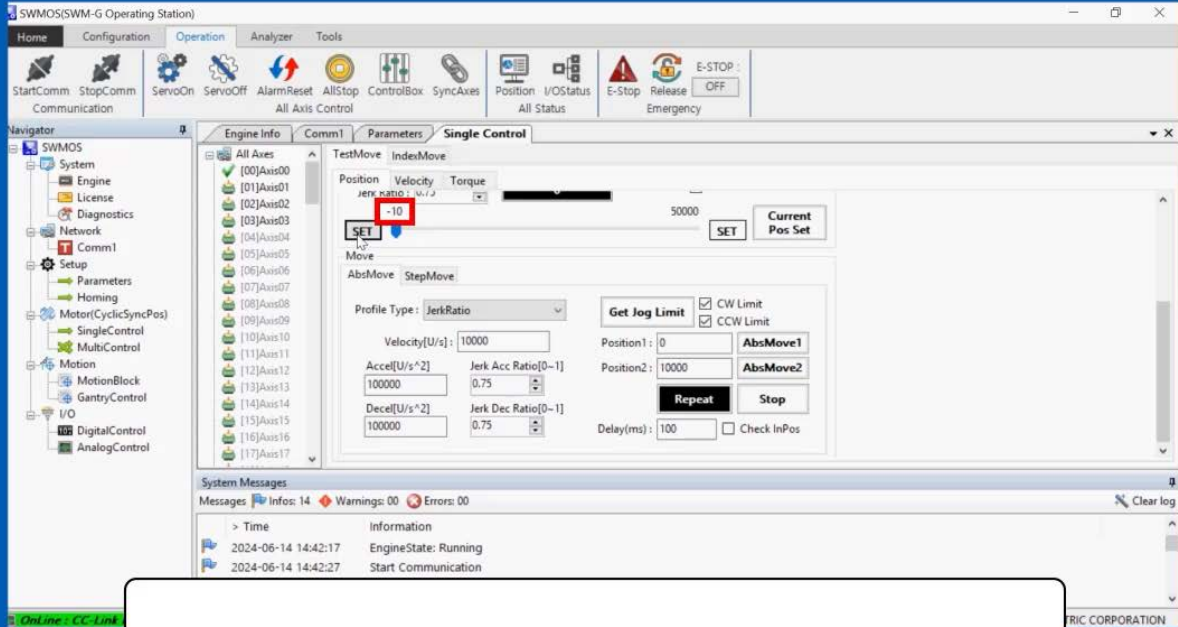 SWMOS(SWM-G Operating Station)
Home Configuration Operation Analyzer Tools
StartComm StopComm ServoOn ServoOff AlarmReset AllStop ControlBox SyncAxes Position I/OStatus E-Stop Release E-STOP : OFF
Communication All Axis Control All Status Emergency
Navigator
SWMOS
System
Engine
License
Diagnostics
Network
Comm1
Setup
Parameters
Homing
Motor(CyclicSyncPos)
SingleControl
MultiControl
Motion
MotionBlock
GantryControl
I/O
DigitalControl
AnalogControl
Engine Info Comm1 Parameters Single Control
All Axes
[00]Axis00
[01]Axis01
[02]Axis02
[03]Axis03
[04]Axis04
[05]Axis05
[06]Axis06
[07]Axis07
[08]Axis08
[09]Axis09
[10]Axis10
[11]Axis11
[12]Axis12
[13]Axis13
[14]Axis14
[15]Axis15
[16]Axis16
[17]Axis17
TestMove IndexMove
Position Velocity Torque
Jerk Ratio : 0.75
-10 50000
SET SET Current Pos Set
Move
AbsMove StepMove
Profile Type : JerkRatio
Get Jog Limit CW Limit
CCW Limit
Velocity[U/s] : 10000 Position1 : 0 AbsMove1
Accel[U/s^2] Jerk Acc Ratio[0~1] Position2 : 10000 AbsMove2
100000 0.75
Repeat Stop
Decel[U/s^2] Jerk Dec Ratio[0~1]
100000 0.75 Delay(ms) : 100 Check InPos
System Messages
Messages Infos: 14 Warnings: 00 Errors: 00 Clear log
> Time Information
2024-06-14 14:42:17 EngineState: Running
2024-06-14 14:42:27 Start Communication
OnLine : CC-Link
TRIC CORPORATION